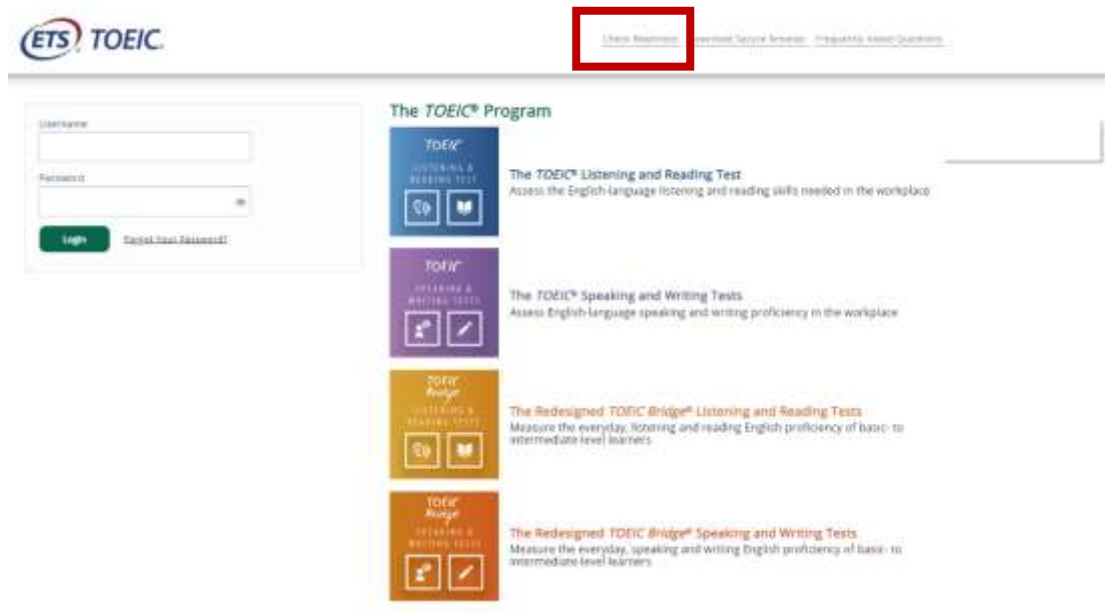 ETS TOEIC.
Check Readiness Download Secure Browser Frequently Asked Questions
Username
Password
Login Forgot Your Password?
The TOEIC® Program
TOEIC
LISTENING &
READING TEST
The TOEIC® Listening and Reading Test
Assess the English-language listening and reading skills needed in the workplace
TOEIC
SPEAKING &
WRITING TESTS
The TOEIC® Speaking and Writing Tests
Assess English-language speaking and writing proficiency in the workplace
TOEIC
Bridge
LISTENING &
READING TESTS
The Redesigned TOEIC Bridge® Listening and Reading Tests
Measure the everyday, listening and reading English proficiency of basic- to
intermediate-level learners
TOEIC
Bridge
SPEAKING &
WRITING TESTS
The Redesigned TOEIC Bridge® Speaking and Writing Tests
Measure the everyday, speaking and writing English proficiency of basic- to
intermediate-level learners